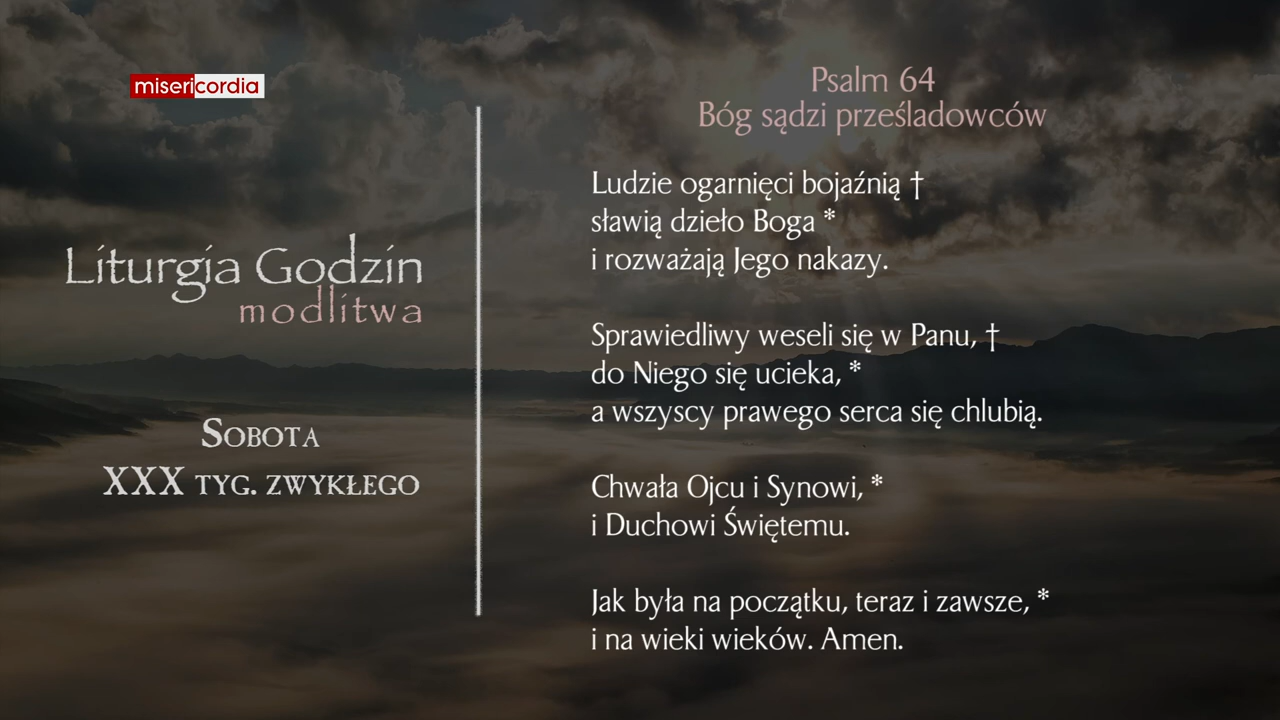 misericordia
Liturgia Godzin
modlitwa
SOBOTA
XXX TYG. ZWYKŁEGO
Psalm 64
Bóg sądzi prześladowców
Ludzie ogarnięci bojaźnią †
sławią dzieło Boga *
i rozważają Jego nakazy.
Sprawiedliwy weseli się w Panu, †
do Niego się ucieka, *
a wszyscy prawego serca się chlubią.
Chwała Ojcu i Synowi, *
i Duchowi Świętemu.
Jak była na początku, teraz i zawsze, *
i na wieki wieków. Amen.